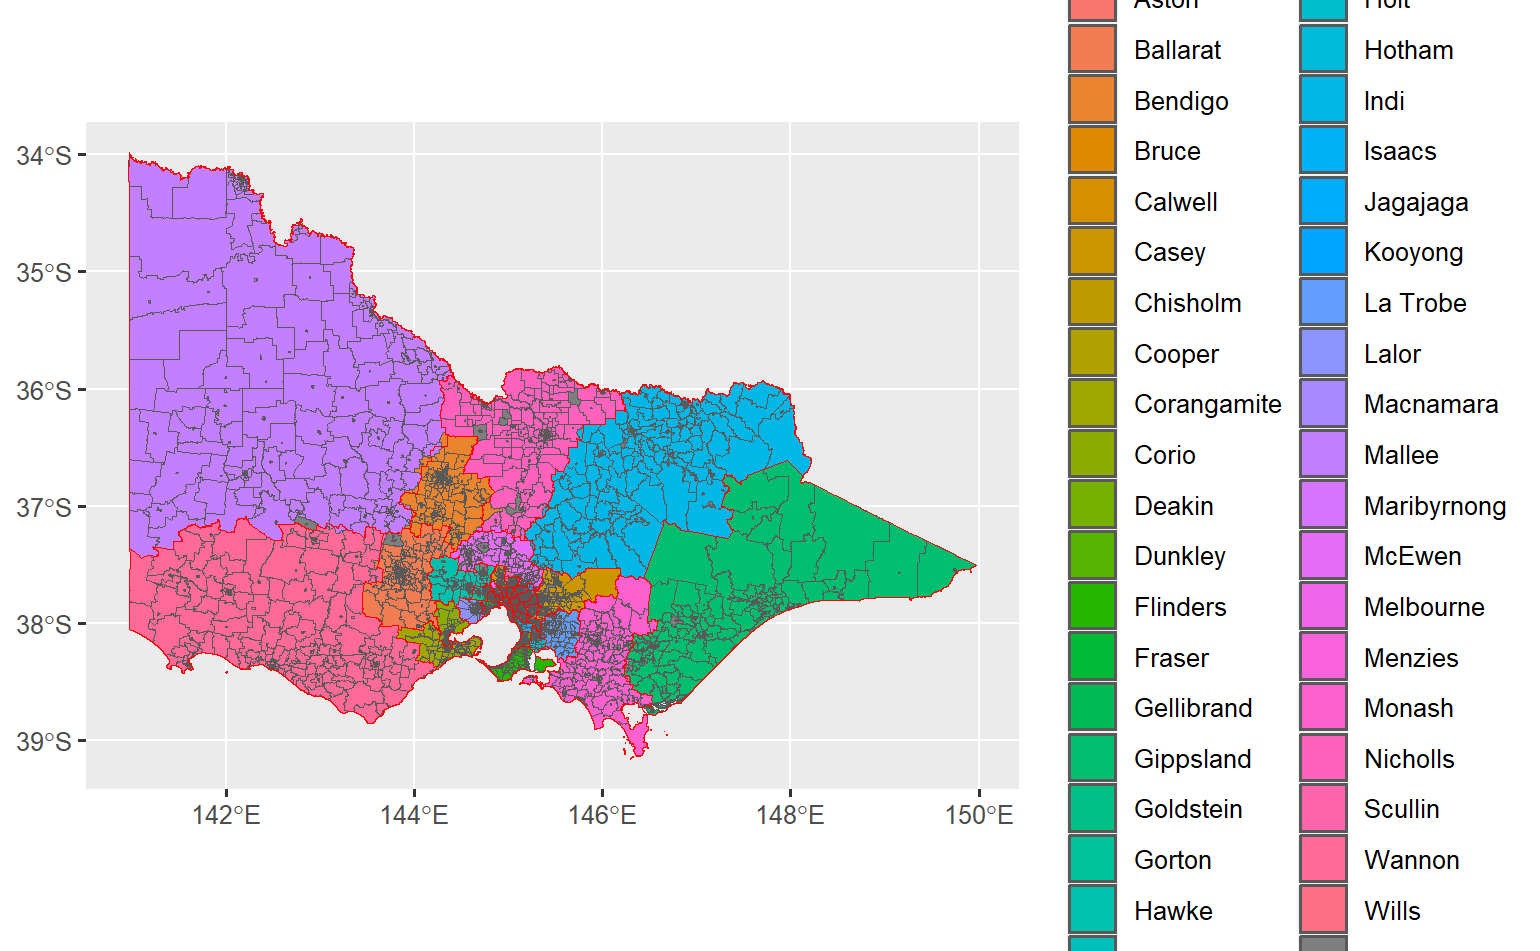 34°S
35°S
36°S
37°S
38°S
39°S
142°E
144°E
146°E
148°E
150°E
Aston
Ballarat
Bendigo
Bruce
Calwell
Casey
Chisholm
Cooper
Corangamite
Corio
Deakin
Dunkley
Flinders
Fraser
Gellibrand
Gippsland
Goldstein
Gorton
Hawke
Holt
Hotham
Indi
Isaacs
Jagajaga
Kooyong
La Trobe
Lalor
Macnamara
Mallee
Maribyrnong
McEwen
Melbourne
Menzies
Monash
Nicholls
Scullin
Wannon
Wills